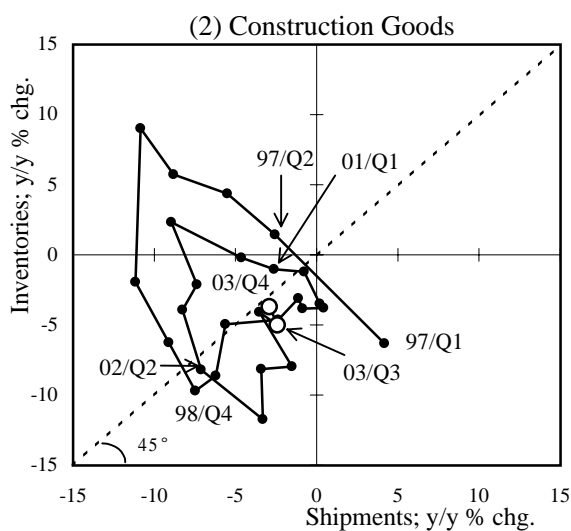 (2) Construction Goods
Inventories; y/y % chg.
15
10
5
0
-5
-10
-15
97/Q2
01/Q1
03/Q4
97/Q1
03/Q3
02/Q2
98/Q4
45°
-15
-10
-5
0
5
10
15
Shipments; y/y % chg.